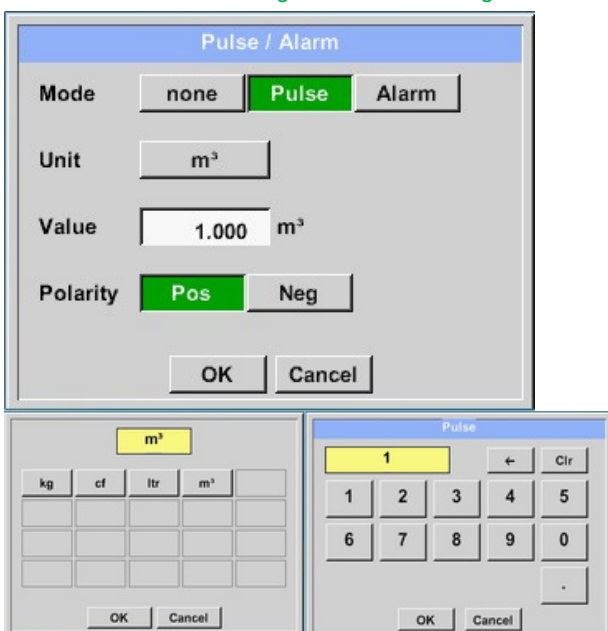 Pulse / Alarm
Mode none Pulse Alarm
Unit m³
Value 1.000 m³
Polarity Pos Neg
OK Cancel
m³
kg cf ltr m³
OK Cancel
Pulse
1 ← Clr
1 2 3 4 5
6 7 8 9 0
.
OK Cancel